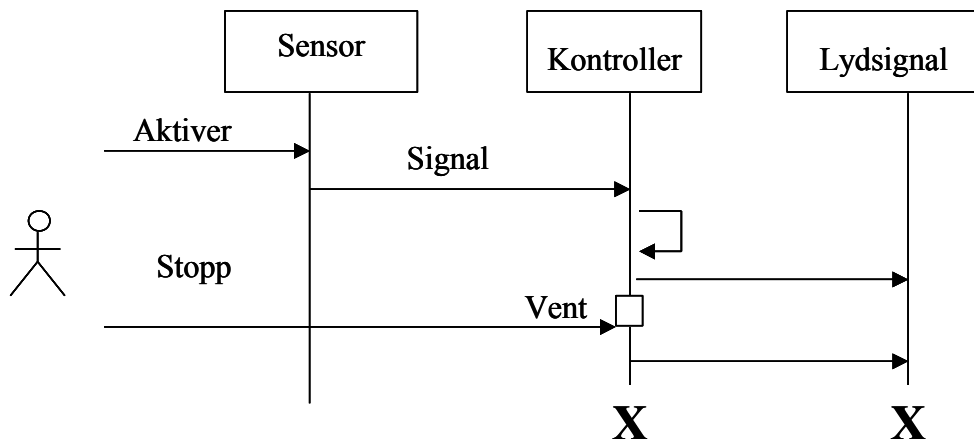 Sensor
Kontroller
Lydsignal
Aktiver
Signal
Stopp
Vent
X
X